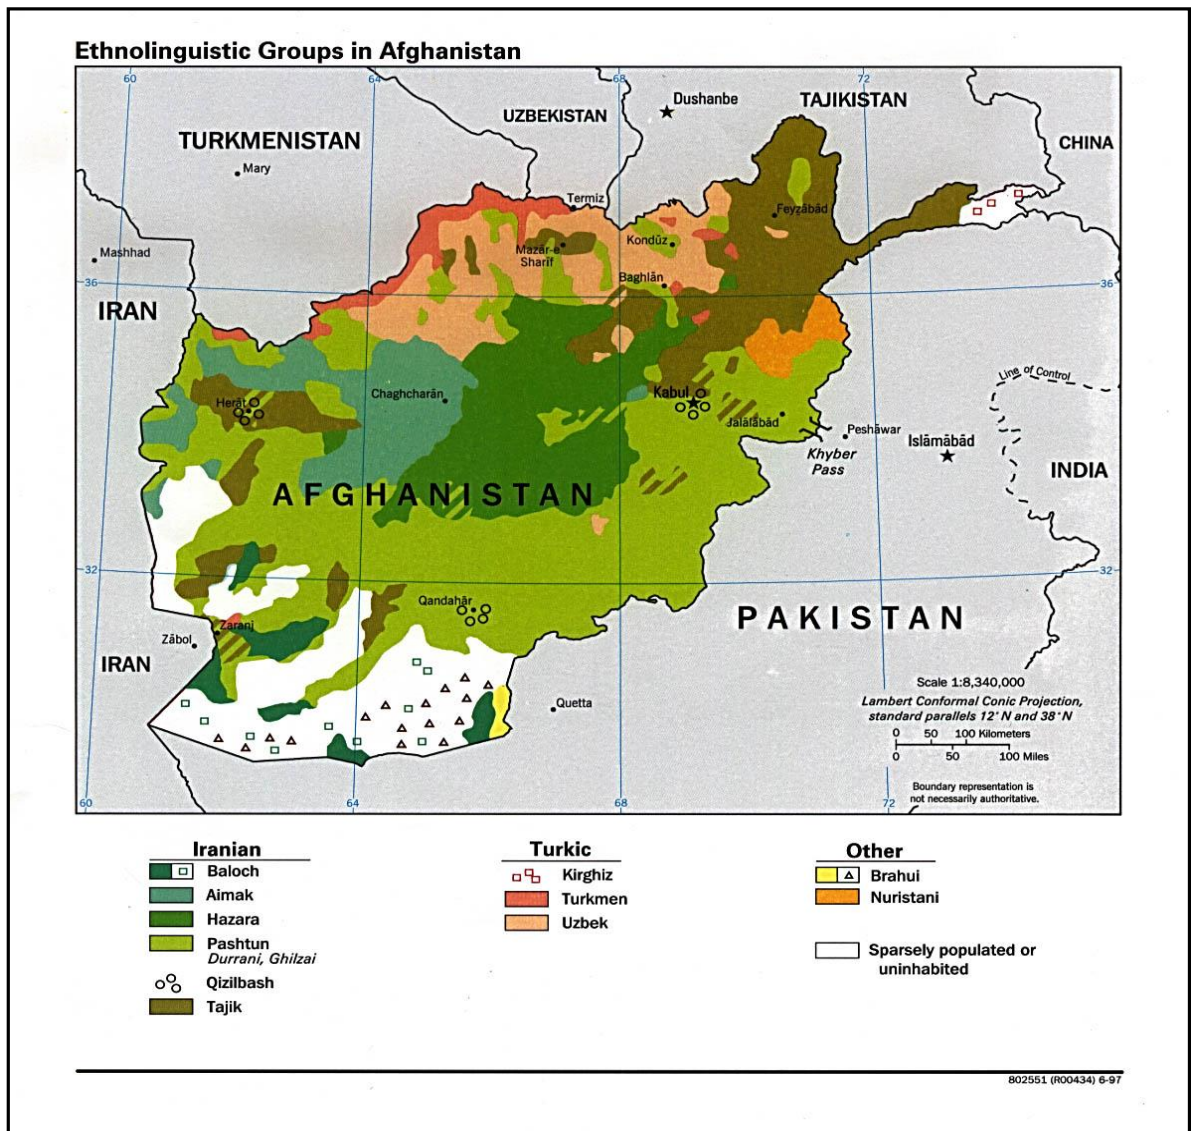 Ethnolinguistic Groups in Afghanistan
60
64
68
72
Dushanbe
TAJIKISTAN
UZBEKISTAN
CHINA
TURKMENISTAN
Mary
Termiz
Feyzābād
Mashhad
Mazār-e
Sharīf
Kondūz
Baghlān
36
36
IRAN
Line of Control
Chaghcharān
Kabul
Herāt
Jalālābād
Peshāwar
Islāmābād
Khyber
Pass
INDIA
AFGHANISTAN
32
32
Qandahār
PAKISTAN
Zaranj
Zābol
IRAN
Quetta
Scale 1:8,340,000
Lambert Conformal Conic Projection,
standard parallels 12°N and 38°N
0 50 100 Kilometers
0 50 100 Miles
Boundary representation is
not necessarily authoritative.
60
64
68
72
Iranian
Baloch
Aimak
Hazara
Pashtun
Durrani, Ghilzai
Qizilbash
Tajik
Turkic
Kirghiz
Turkmen
Uzbek
Other
Brahui
Nuristani
Sparsely populated or
uninhabited
802551 (R00434) 6-97